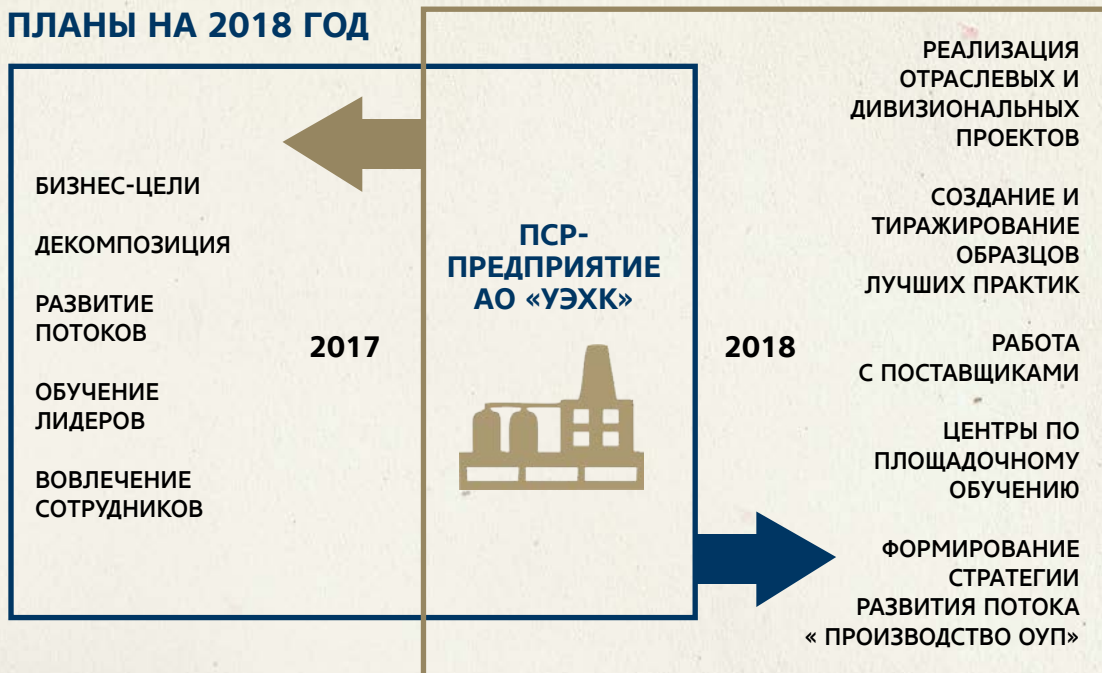 ПЛАНЫ НА 2018 ГОД
БИЗНЕС-ЦЕЛИ
ДЕКОМПОЗИЦИЯ
РАЗВИТИЕ
ПОТОКОВ
ОБУЧЕНИЕ
ЛИДЕРОВ
ВОВЛЕЧЕНИЕ
СОТРУДНИКОВ
2017
ПСР-
ПРЕДПРИЯТИЕ
АО «УЭХК»
2018
РЕАЛИЗАЦИЯ
ОТРАСЛЕВЫХ И
ДИВИЗИОНАЛЬНЫХ
ПРОЕКТОВ
СОЗДАНИЕ И
ТИРАЖИРОВАНИЕ
ОБРАЗЦОВ
ЛУЧШИХ ПРАКТИК
РАБОТА
С ПОСТАВЩИКАМИ
ЦЕНТРЫ ПО
ПЛОЩАДОЧНОМУ
ОБУЧЕНИЮ
ФОРМИРОВАНИЕ
СТРАТЕГИИ
РАЗВИТИЯ ПОТОКА
« ПРОИЗВОДСТВО ОУП»